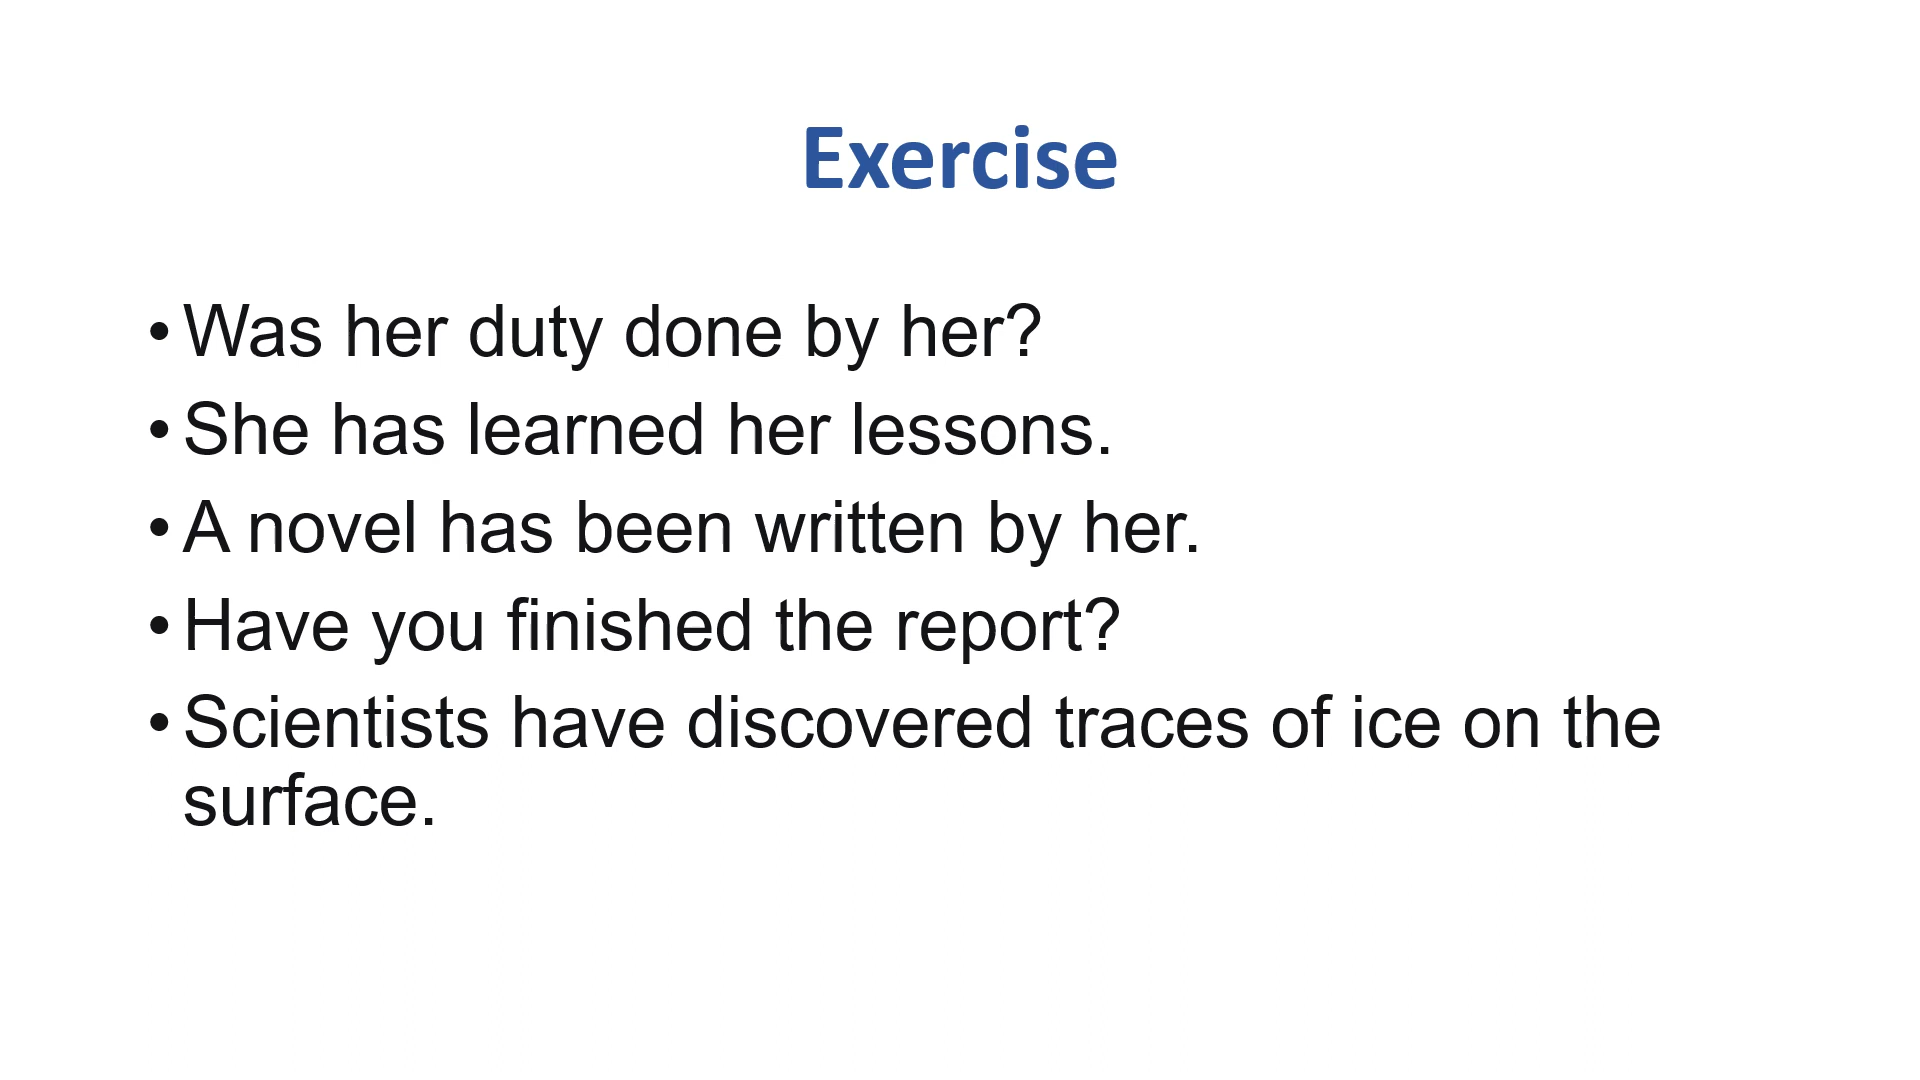 Exercise
• Was her duty done by her?
• She has learned her lessons.
• A novel has been written by her.
• Have you finished the report?
• Scientists have discovered traces of ice on the
surface.